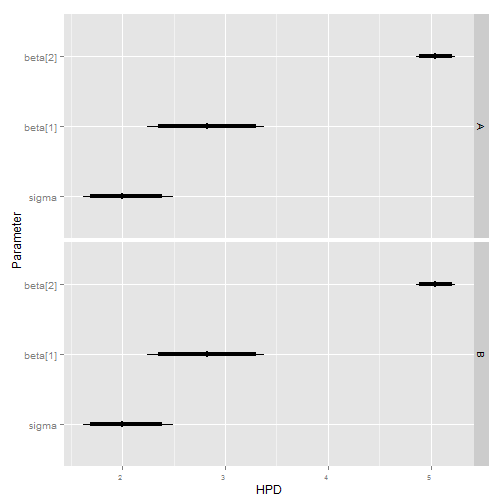 beta[2]
beta[1]
sigma
A
beta[2]
beta[1]
sigma
B
Parameter
2 3 4 5
HPD